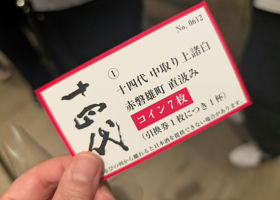 No. 0612
①
十四代 中取り 上諸白
赤磐雄町 直汲み
コイン7枚
(引換券1枚につき1杯)
十四代